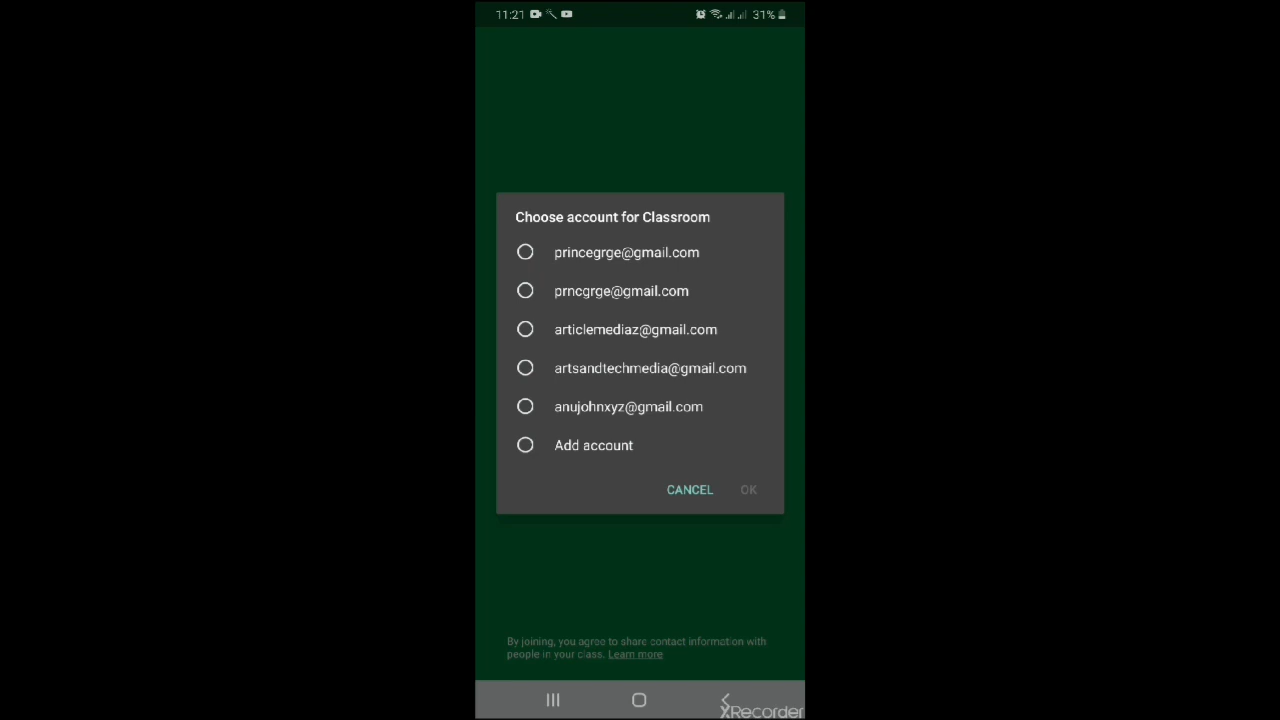 11:21 31%
Choose account for Classroom
princegrge@gmail.com
prncgrge@gmail.com
articlemediaz@gmail.com
artsandtechmedia@gmail.com
anujohnxyz@gmail.com
Add account
CANCEL OK
By joining, you agree to share contact information with
people in your class. Learn more
XRecorder